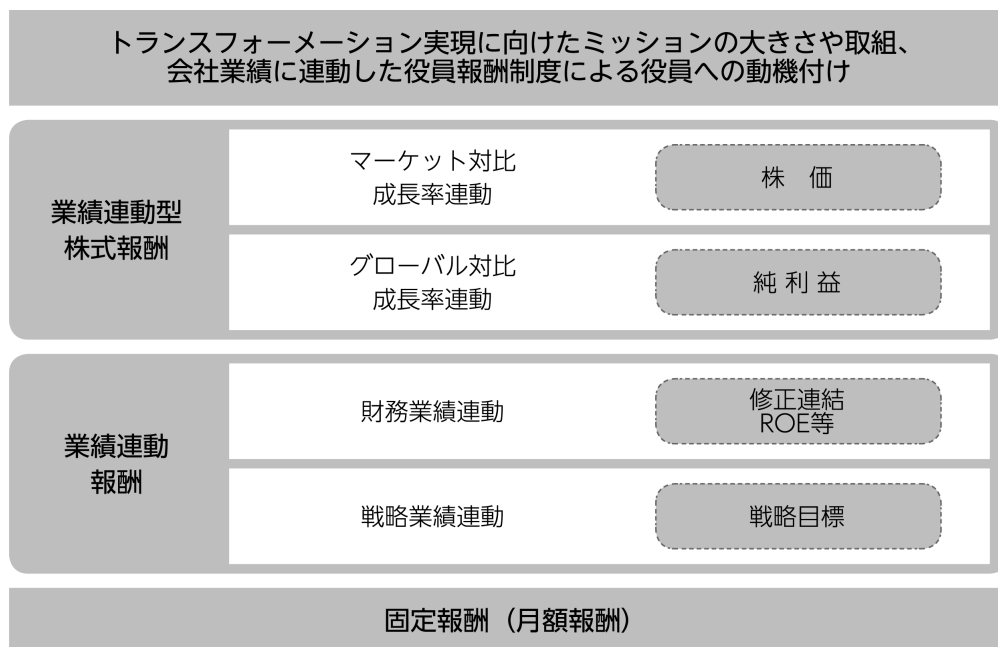 トランスフォーメーション実現に向けたミッションの大きさや取組、
会社業績に連動した役員報酬制度による役員への動機付け
業績連動型
株式報酬
マーケット対比
成長率連動
株　価
グローバル対比
成長率連動
純 利 益
業績連動
報酬
財務業績連動
修正連結
ROE等
戦略業績連動
戦略目標
固定報酬（月額報酬）